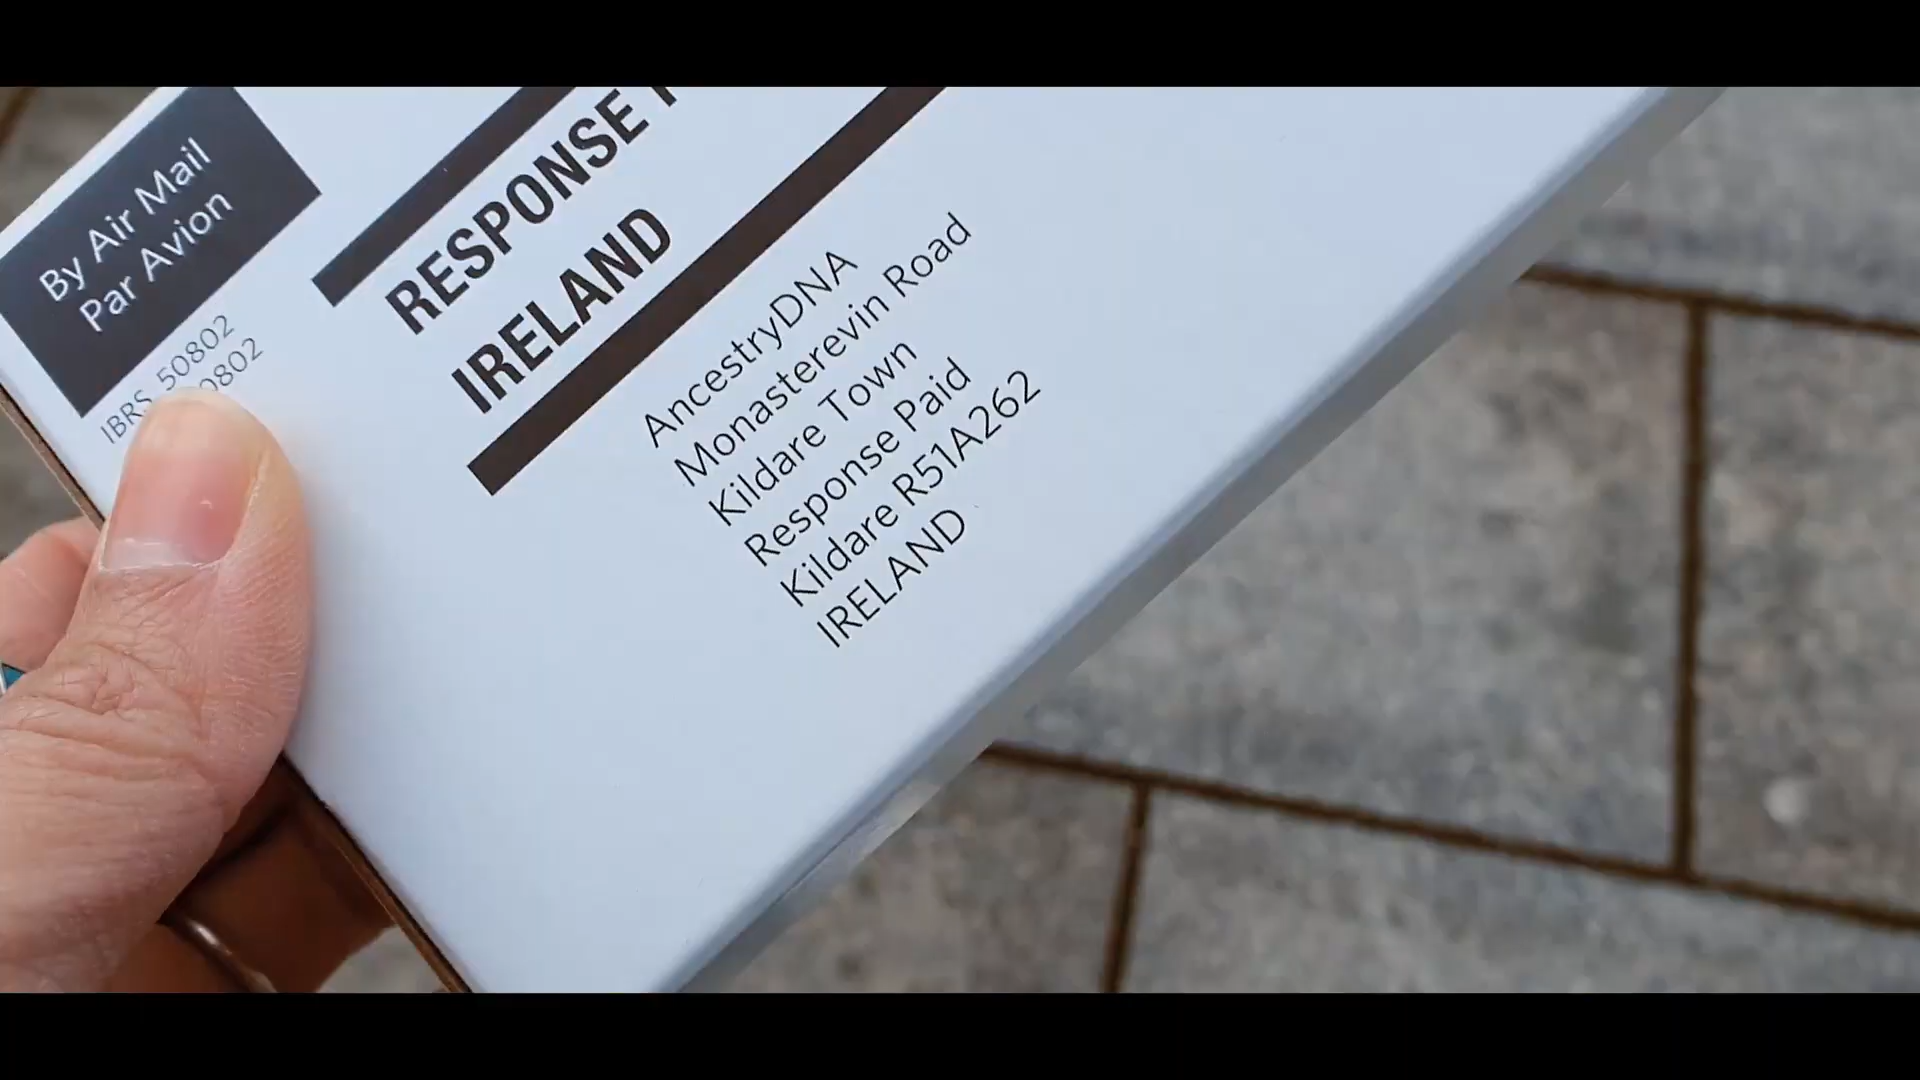 By Air Mail
Par Avion
IBRS 50802
0802
RESPONSE
IRELAND
AncestryDNA
Monasterevin Road
Kildare Town
Response Paid
Kildare R51A262
IRELAND